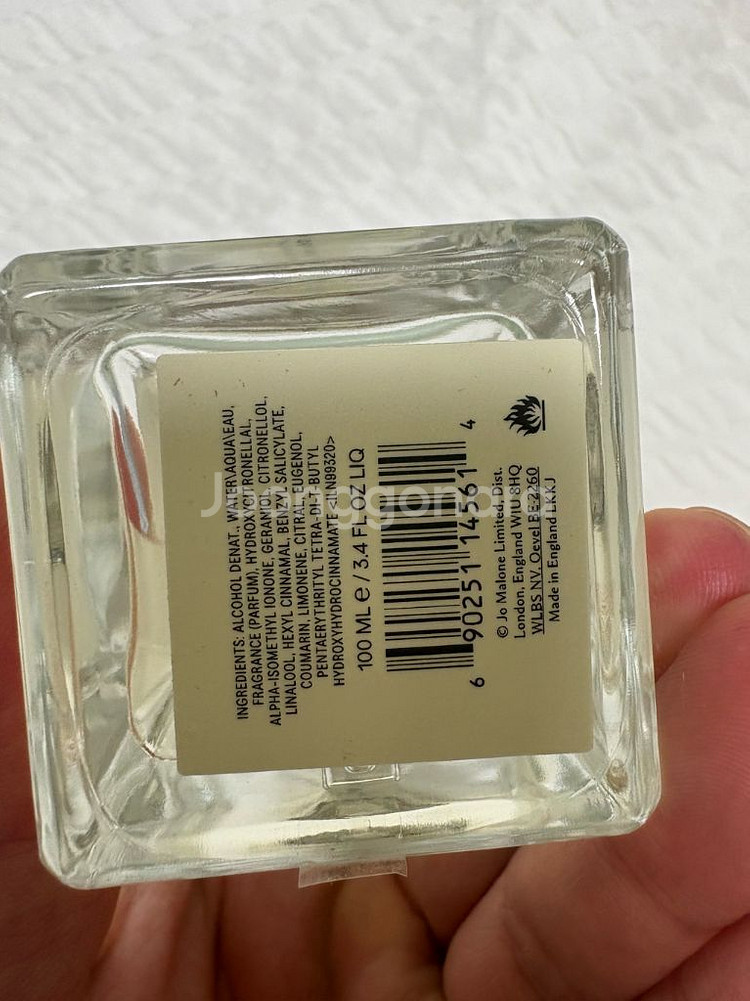 INGREDIENTS: ALCOHOL DENAT., WATER\AQUA\EAU,
FRAGRANCE (PARFUM), HYDROXYCITRONELLAL,
ALPHA-ISOMETHYL IONONE, GERANIOL, CITRONELLOL,
LINALOOL, HEXYL CINNAMAL, BENZYL SALICYLATE,
COUMARIN, LIMONENE, CITRAL, EUGENOL,
PENTAERYTHRITYL TETRA-DI-T-BUTYL
HYDROXYHYDROCINNAMATE <ILN99320>
100 ML e / 3.4 FL OZ LIQ
6 90251 14561 4
© Jo Malone Limited, Dist.
London, England W1U 8HQ
WLBS NV. Oevel BE-2260
Made in England LKKJ